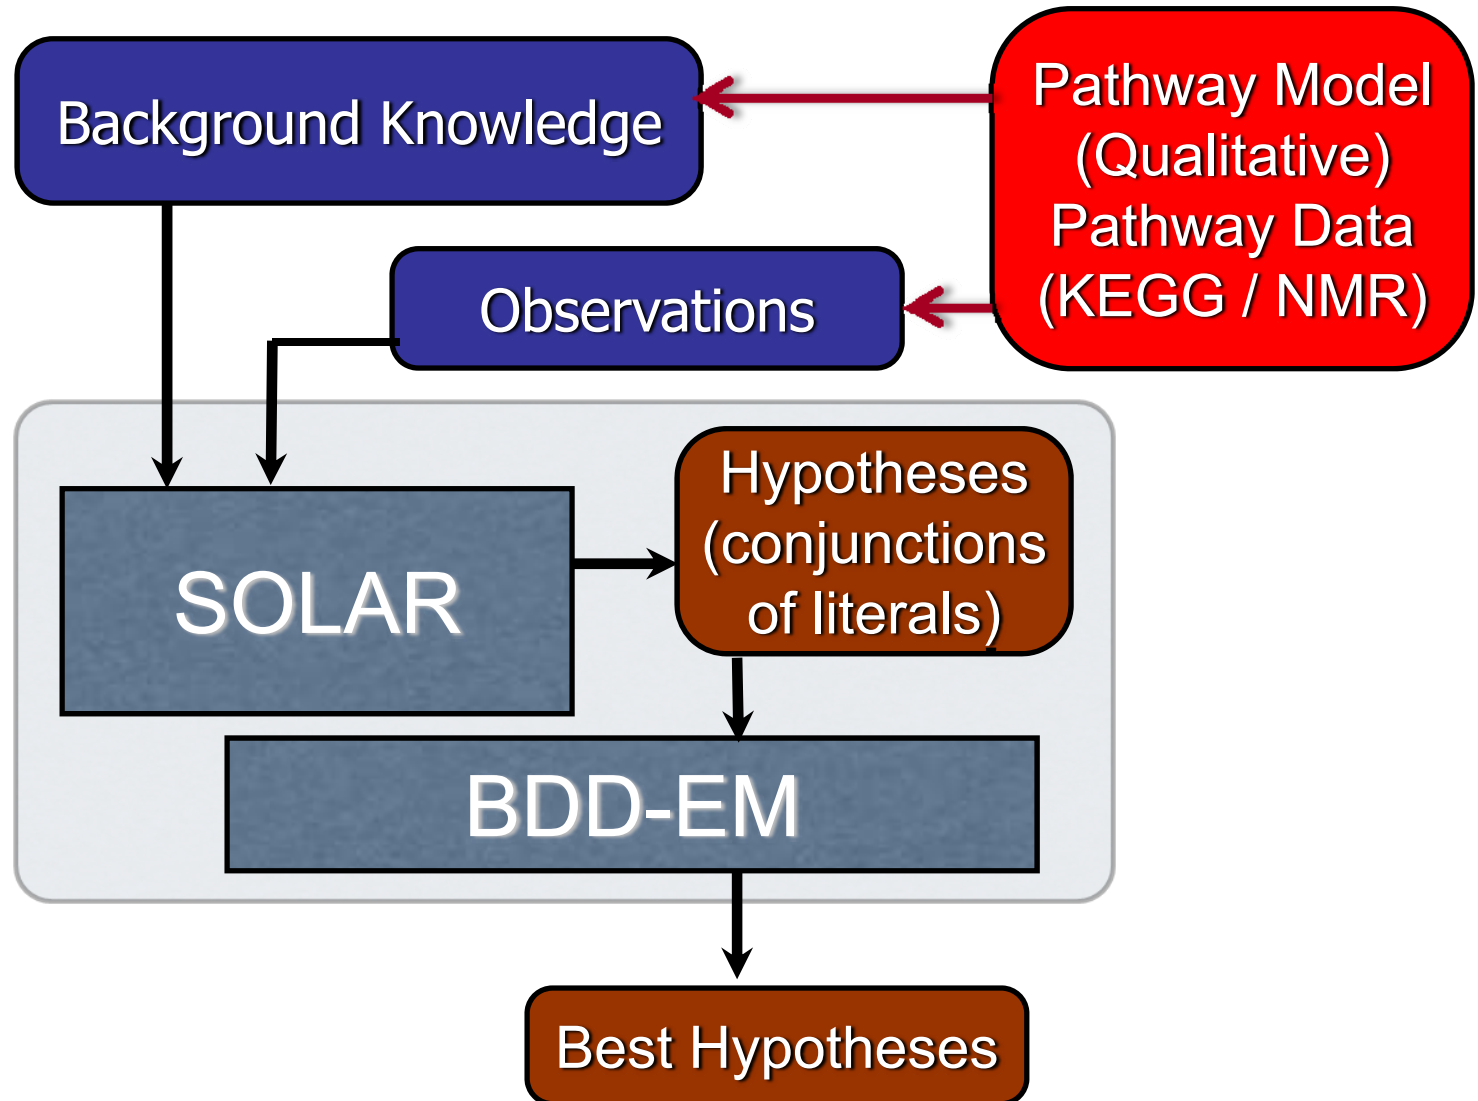 Background Knowledge
Pathway Model
(Qualitative)
Pathway Data
(KEGG / NMR)
Observations
SOLAR
Hypotheses
(conjunctions
of literals)
BDD-EM
Best Hypotheses